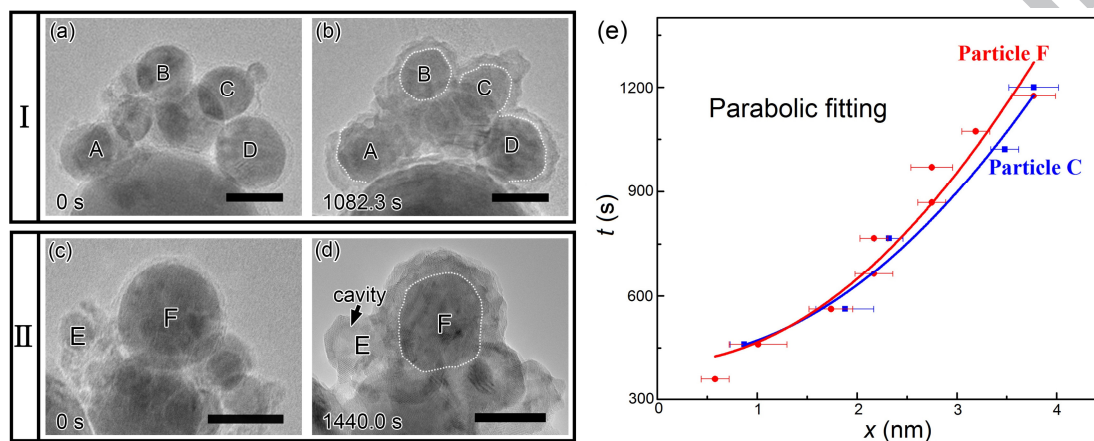 I
(a)
B
C
A
D
0 s
(b)
B
C
A
D
1082.3 s
II
(c)
E
F
0 s
(d)
cavity
E
F
1440.0 s
(e)
Particle F
Parabolic fitting
Particle C
1200
900
600
300
t (s)
0
1
2
3
4
x (nm)